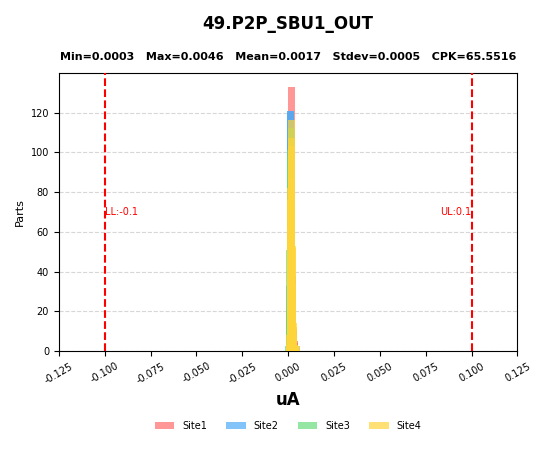 49.P2P_SBU1_OUT
Min=0.0003 Max=0.0046 Mean=0.0017 Stdev=0.0005 CPK=65.5516
Parts
120
100
80
60
40
20
0
LL:-0.1
UL:0.1
-0.125 -0.100 -0.075 -0.050 -0.025 0.000 0.025 0.050 0.075 0.100 0.125
uA
Site1 Site2 Site3 Site4